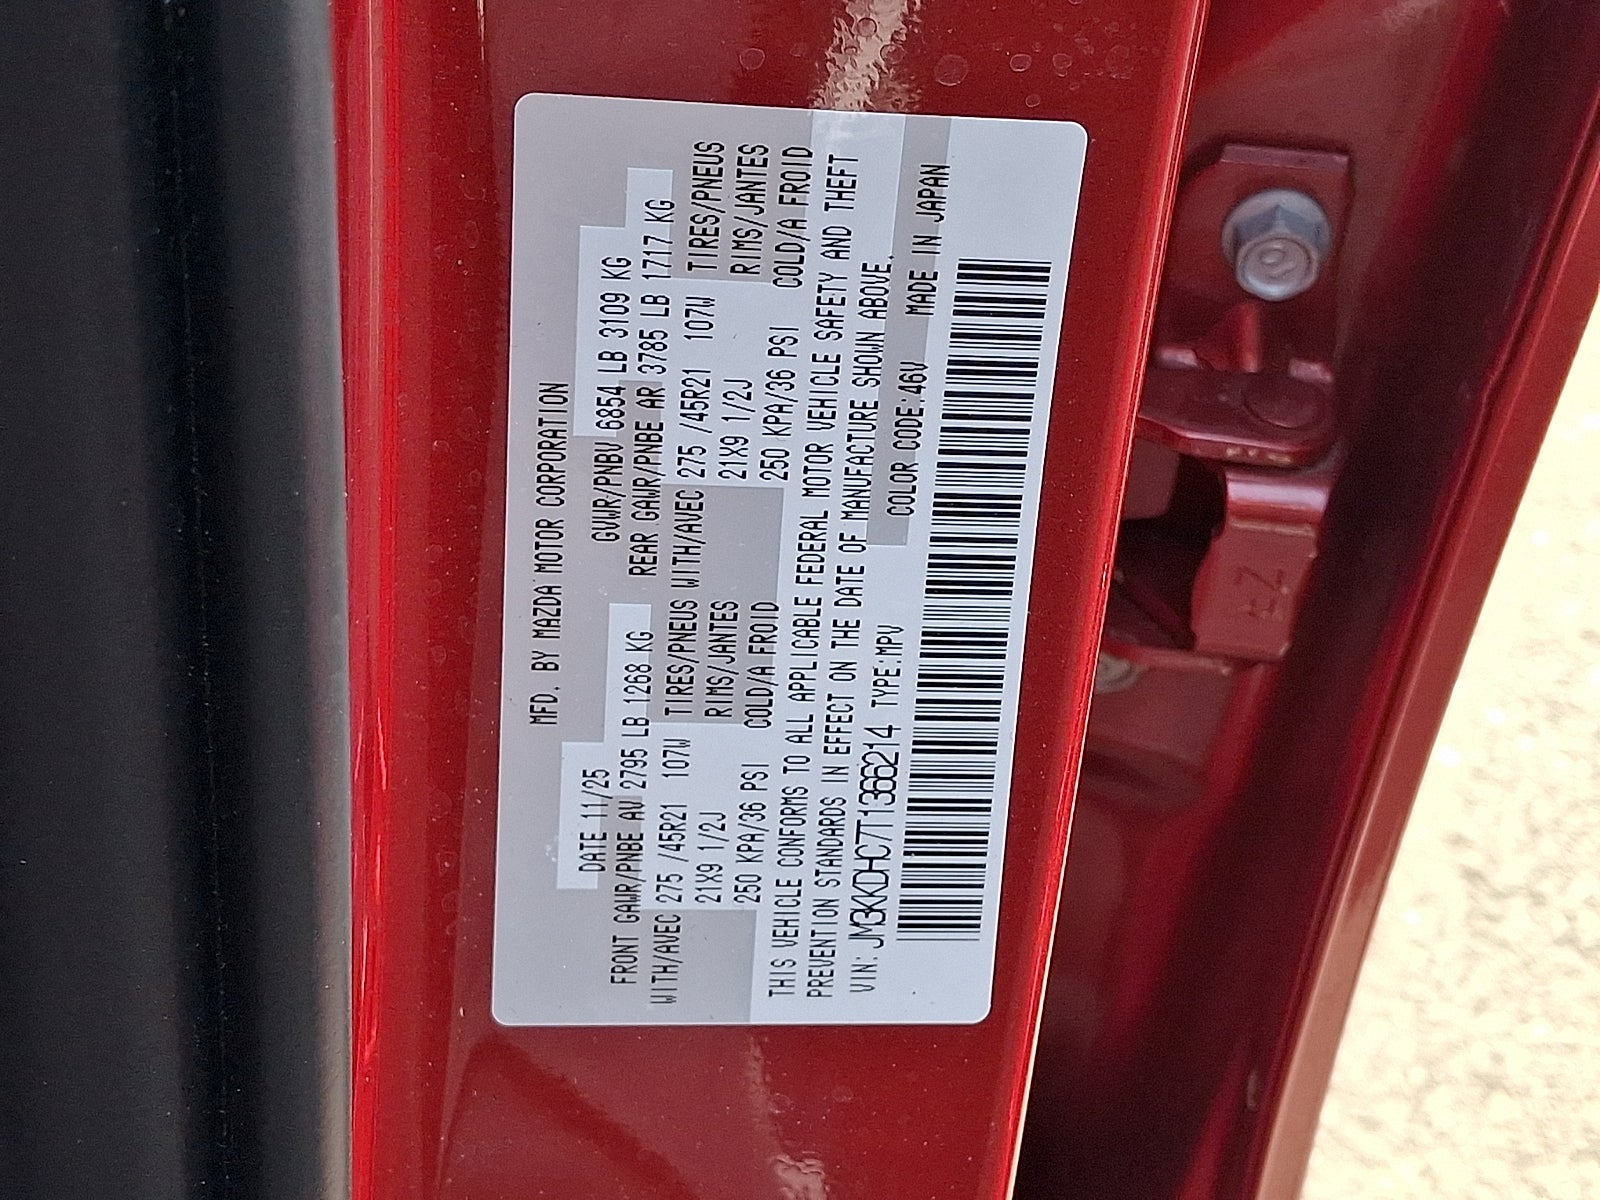 MFD. BY MAZDA MOTOR CORPORATION
DATE 11/25 GVWR/PNBV 6854 LB 3109 KG
FRONT GAWR/PNBE AV 2795 LB 1268 KG REAR GAWR/PNBE AR 3785 LB 1717 KG
WITH/AVEC 275 /45R21 107W TIRES/PNEUS WITH/AVEC 275 /45R21 107W TIRES/PNEUS
21X9 1/2J RIMS/JANTES 21X9 1/2J RIMS/JANTES
250 KPA/36 PSI COLD/A FROID 250 KPA/36 PSI COLD/A FROID
THIS VEHICLE CONFORMS TO ALL APPLICABLE FEDERAL MOTOR VEHICLE SAFETY AND THEFT
PREVENTION STANDARDS IN EFFECT ON THE DATE OF MANUFACTURE SHOWN ABOVE.
VIN: JM3KKDHC7T1366214 TYPE:MPV COLOR CODE:46V MADE IN JAPAN